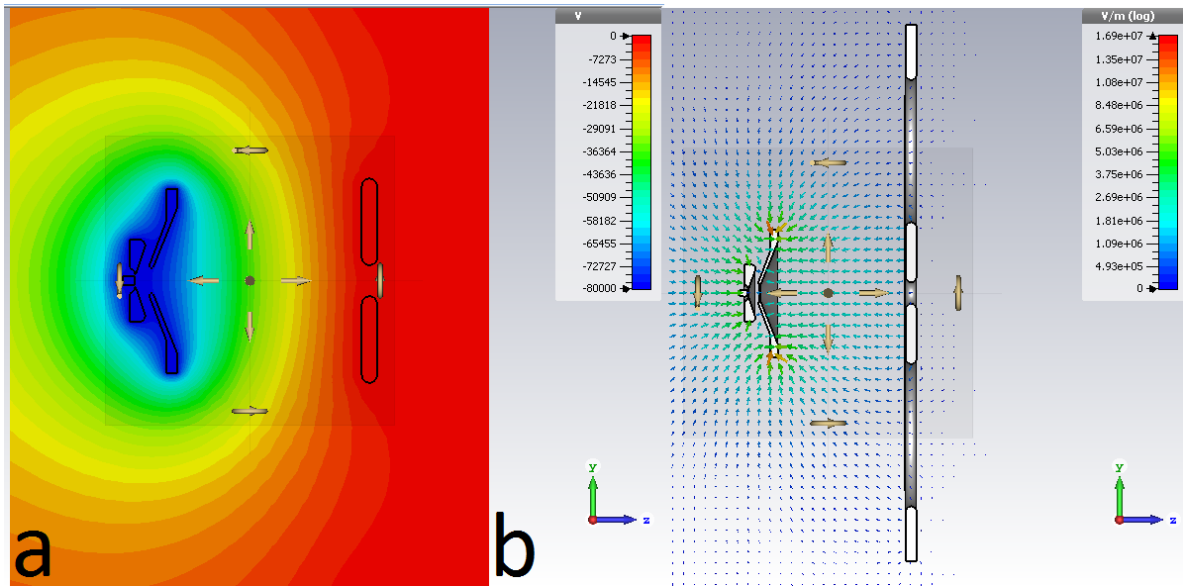 V
0
-7273
-14545
-21818
-29091
-36364
-43636
-50909
-58182
-65455
-72727
-80000
y
z
a
V/m (log)
1.69e+07
1.35e+07
1.08e+07
8.48e+06
6.59e+06
5.03e+06
3.75e+06
2.69e+06
1.81e+06
1.09e+06
4.93e+05
0
y
z
b